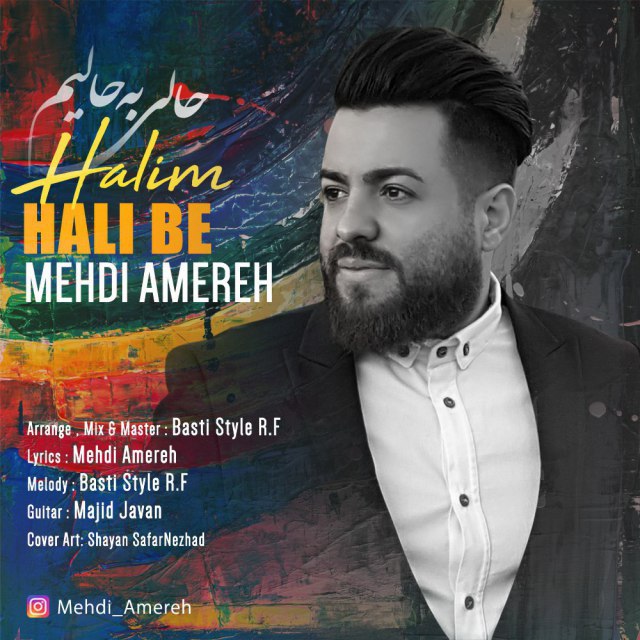 حالی به حالیم
Halim
HALI BE
MEHDI AMEREH
Arrange , Mix & Master : Basti Style R.F
Lyrics : Mehdi Amereh
Melody : Basti Style R.F
Guitar : Majid Javan
Cover Art: Shayan SafarNezhad
Mehdi_Amereh